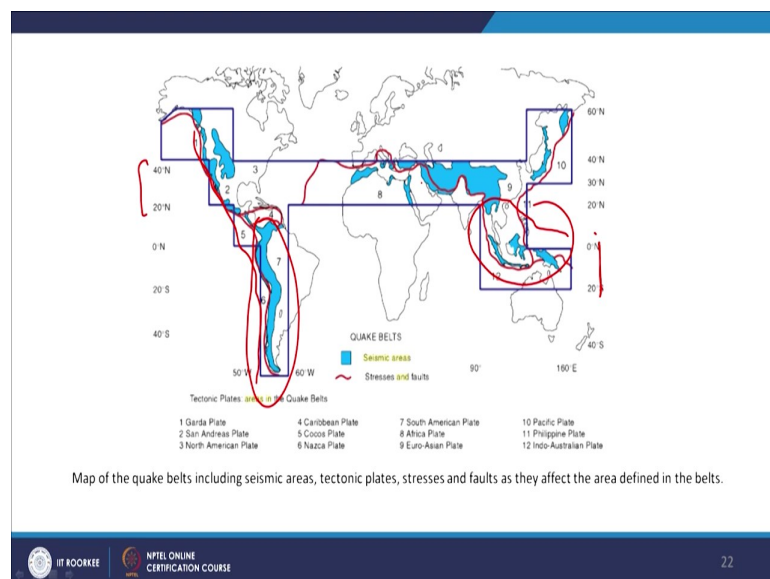 60°N
1
10
3
40°N
40°N
9
30°N
2
8
20°N
20°N
11
4
5
0°N
0°N
7
12
6
20°S
20°
40°S
QUAKE BELTS
40°S
Seismic areas
50°W
60°W
90°
160°E
Stresses and faults
Tectonic Plates: areas in the Quake Belts
1 Garda Plate
4 Caribbean Plate
7 South American Plate
10 Pacific Plate
2 San Andreas Plate
5 Cocos Plate
8 Africa Plate
11 Philippine Plate
3 North American Plate
6 Nazca Plate
9 Euro-Asian Plate
12 Indo-Australian Plate
Map of the quake belts including seismic areas, tectonic plates, stresses and faults as they affect the area defined in the belts.
IIT ROORKEE
NPTEL ONLINE
CERTIFICATION COURSE
22